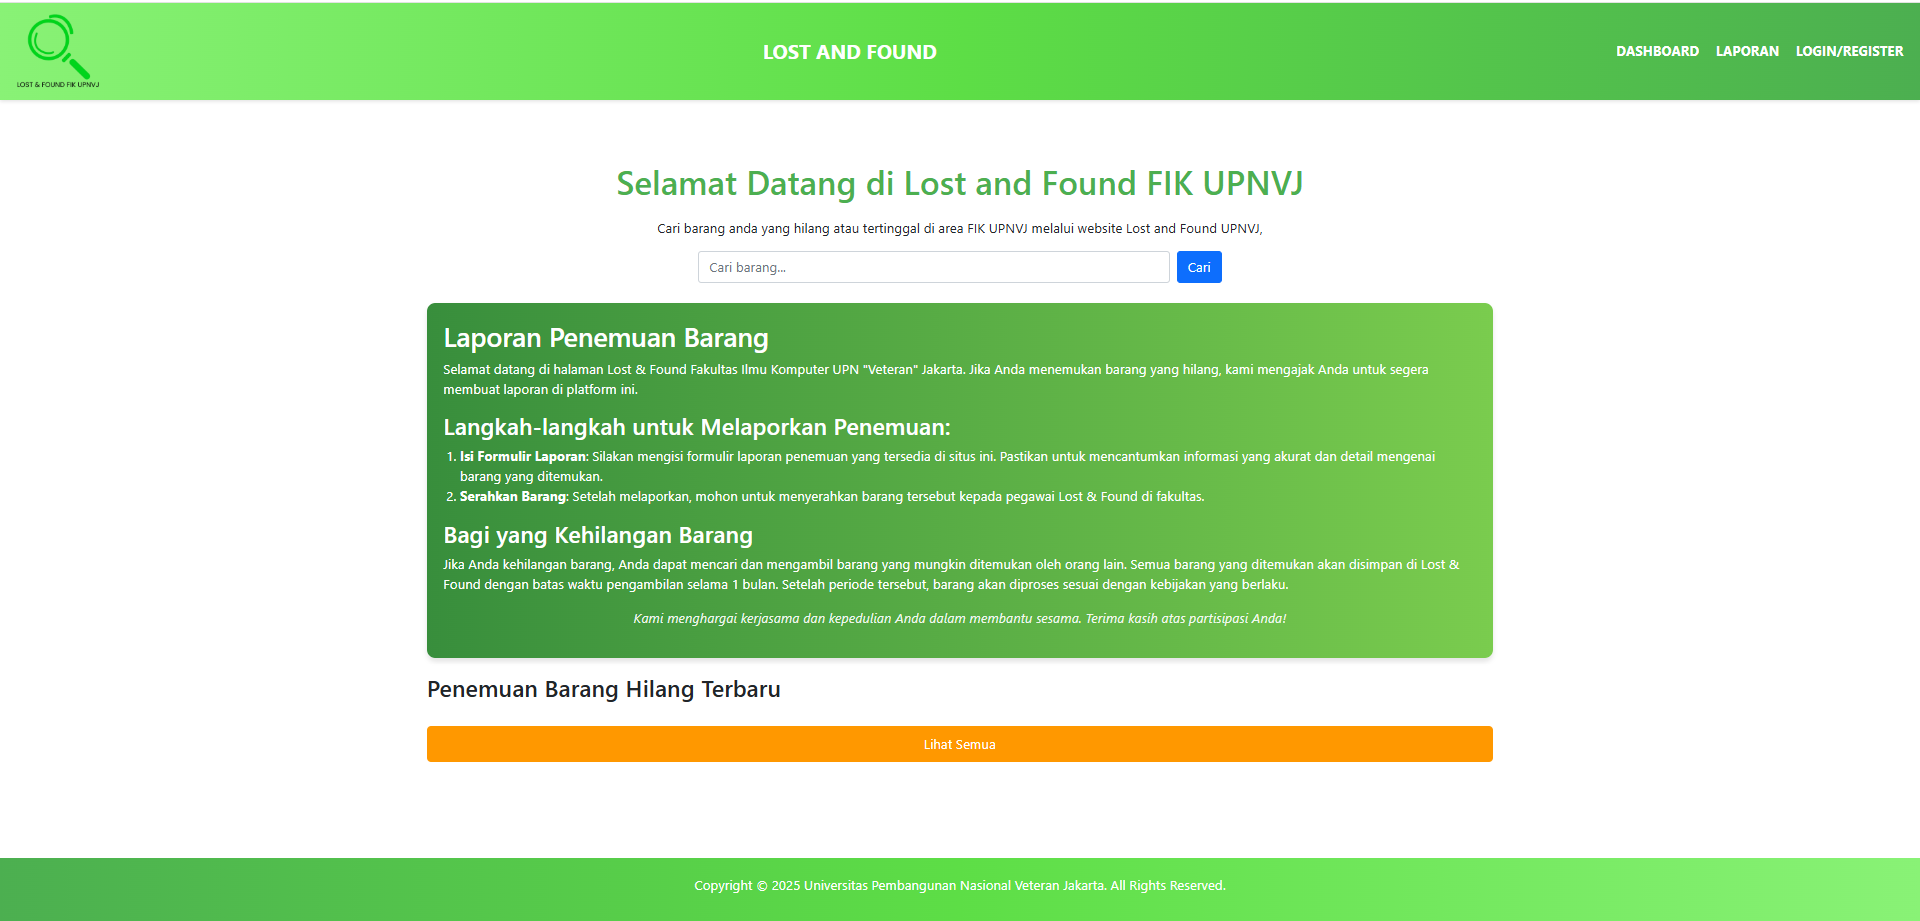 LOST & FOUND FIK UPNVJ
LOST AND FOUND
DASHBOARD LAPORAN LOGIN/REGISTER
Selamat Datang di Lost and Found FIK UPNVJ
Cari barang anda yang hilang atau tertinggal di area FIK UPNVJ melalui website Lost and Found UPNVJ,
Cari barang... Cari
Laporan Penemuan Barang
Selamat datang di halaman Lost & Found Fakultas Ilmu Komputer UPN "Veteran" Jakarta. Jika Anda menemukan barang yang hilang, kami mengajak Anda untuk segera
membuat laporan di platform ini.
Langkah-langkah untuk Melaporkan Penemuan:
1. Isi Formulir Laporan: Silakan mengisi formulir laporan penemuan yang tersedia di situs ini. Pastikan untuk mencantumkan informasi yang akurat dan detail mengenai
barang yang ditemukan.
2. Serahkan Barang: Setelah melaporkan, mohon untuk menyerahkan barang tersebut kepada pegawai Lost & Found di fakultas.
Bagi yang Kehilangan Barang
Jika Anda kehilangan barang, Anda dapat mencari dan mengambil barang yang mungkin ditemukan oleh orang lain. Semua barang yang ditemukan akan disimpan di Lost &
Found dengan batas waktu pengambilan selama 1 bulan. Setelah periode tersebut, barang akan diproses sesuai dengan kebijakan yang berlaku.
Kami menghargai kerjasama dan kepedulian Anda dalam membantu sesama. Terima kasih atas partisipasi Anda!
Penemuan Barang Hilang Terbaru
Lihat Semua
Copyright © 2025 Universitas Pembangunan Nasional Veteran Jakarta. All Rights Reserved.